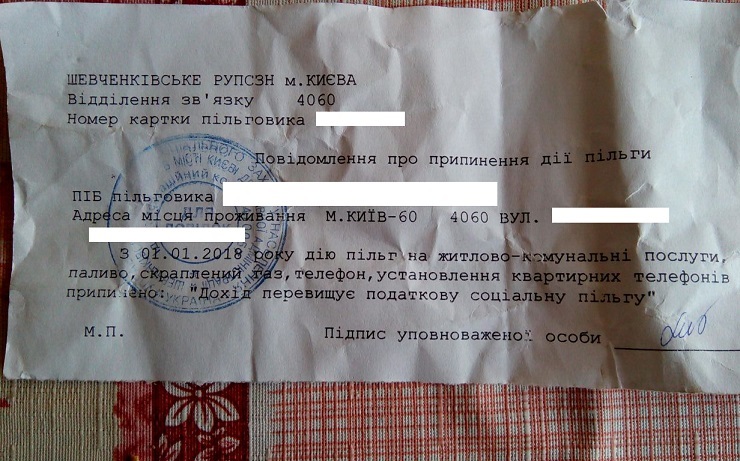 ШЕВЧЕНКІВСЬКЕ РУПСЗН м.КИЄВА
Відділення зв'язку 4060
Номер картки пільговика
Повідомлення про припинення дії пільги
ПІБ пільговика
Адреса місця проживання М.КИЇВ-60 4060 ВУЛ.
З 01.01.2018 року дію пільг на житлово-комунальні послуги,
паливо,скраплений газ,телефон,установлення квартирних телефонів
припинено: "Дохід перевищує податкову соціальну пільгу"
М.П. Підпис уповноваженої особи